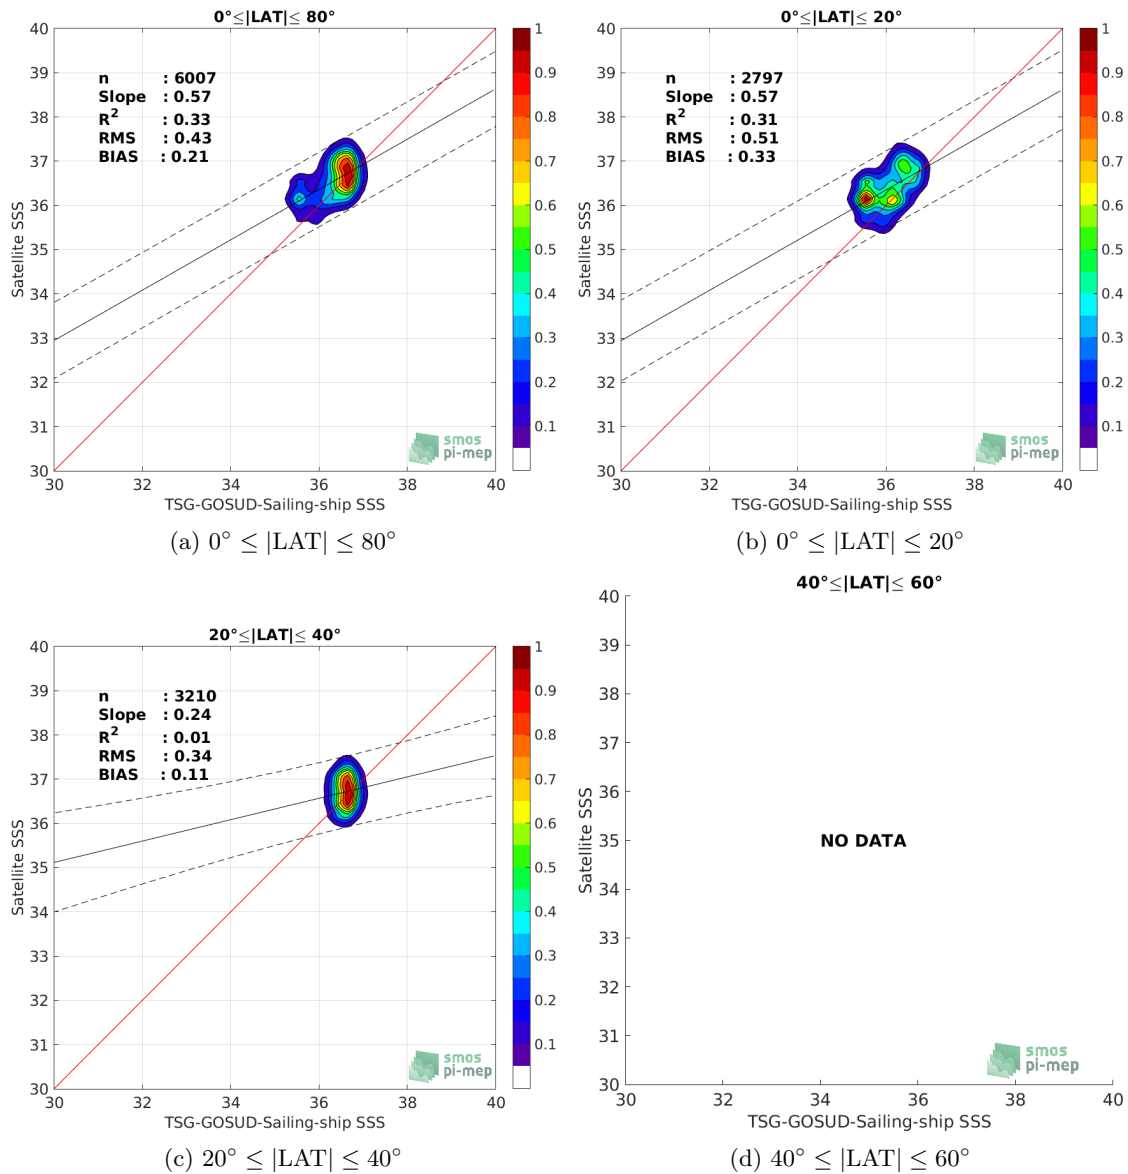 0°≤|LAT|≤ 80°
40
39
38
37
36
35
34
33
32
31
30
Satellite SSS
n : 6007
Slope : 0.57
R² : 0.33
RMS : 0.43
BIAS : 0.21
1
0.9
0.8
0.7
0.6
0.5
0.4
0.3
0.2
0.1
smos
pi-mep
30 32 34 36 38 40
TSG-GOSUD-Sailing-ship SSS
(a) 0° ≤ |LAT| ≤ 80°
0°≤|LAT|≤ 20°
40
39
38
37
36
35
34
33
32
31
30
Satellite SSS
n : 2797
Slope : 0.57
R² : 0.31
RMS : 0.51
BIAS : 0.33
1
0.9
0.8
0.7
0.6
0.5
0.4
0.3
0.2
0.1
smos
pi-mep
30 32 34 36 38 40
TSG-GOSUD-Sailing-ship SSS
(b) 0° ≤ |LAT| ≤ 20°
20°≤|LAT|≤ 40°
40
39
38
37
36
35
34
33
32
31
30
Satellite SSS
n : 3210
Slope : 0.24
R² : 0.01
RMS : 0.34
BIAS : 0.11
1
0.9
0.8
0.7
0.6
0.5
0.4
0.3
0.2
0.1
smos
pi-mep
30 32 34 36 38 40
TSG-GOSUD-Sailing-ship SSS
(c) 20° ≤ |LAT| ≤ 40°
40°≤|LAT|≤ 60°
40
39
38
37
36
35
34
33
32
31
30
Satellite SSS
NO DATA
smos
pi-mep
30 32 34 36 38 40
TSG-GOSUD-Sailing-ship SSS
(d) 40° ≤ |LAT| ≤ 60°